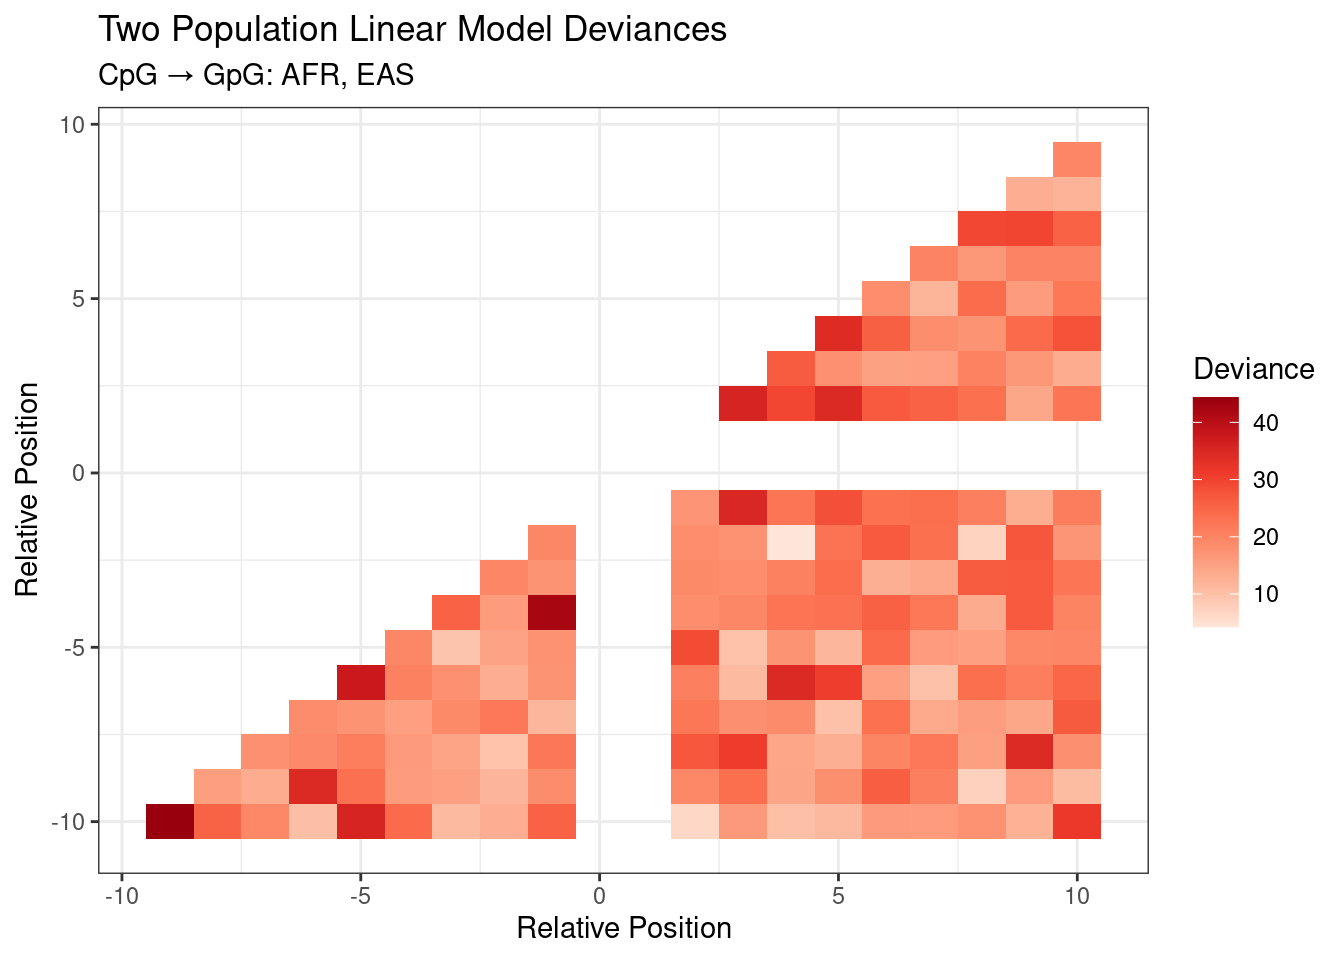 Two Population Linear Model Deviances
CpG → GpG: AFR, EAS
10
5
0
-5
-10
Relative Position
-10
-5
0
5
10
Relative Position
Deviance
40
30
20
10